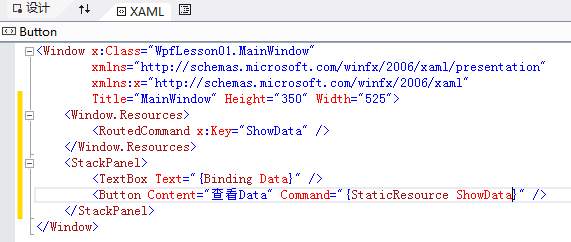 设计 XAML
Button
<Window x:Class="WpfLesson01.MainWindow"
xmlns="http://schemas.microsoft.com/winfx/2006/xaml/presentation"
xmlns:x="http://schemas.microsoft.com/winfx/2006/xaml"
Title="MainWindow" Height="350" Width="525">
<Window.Resources>
<RoutedCommand x:Key="ShowData" />
</Window.Resources>
<StackPanel>
<TextBox Text="{Binding Data}" />
<Button Content="查看Data" Command="{StaticResource ShowData}" />
</StackPanel>
</Window>